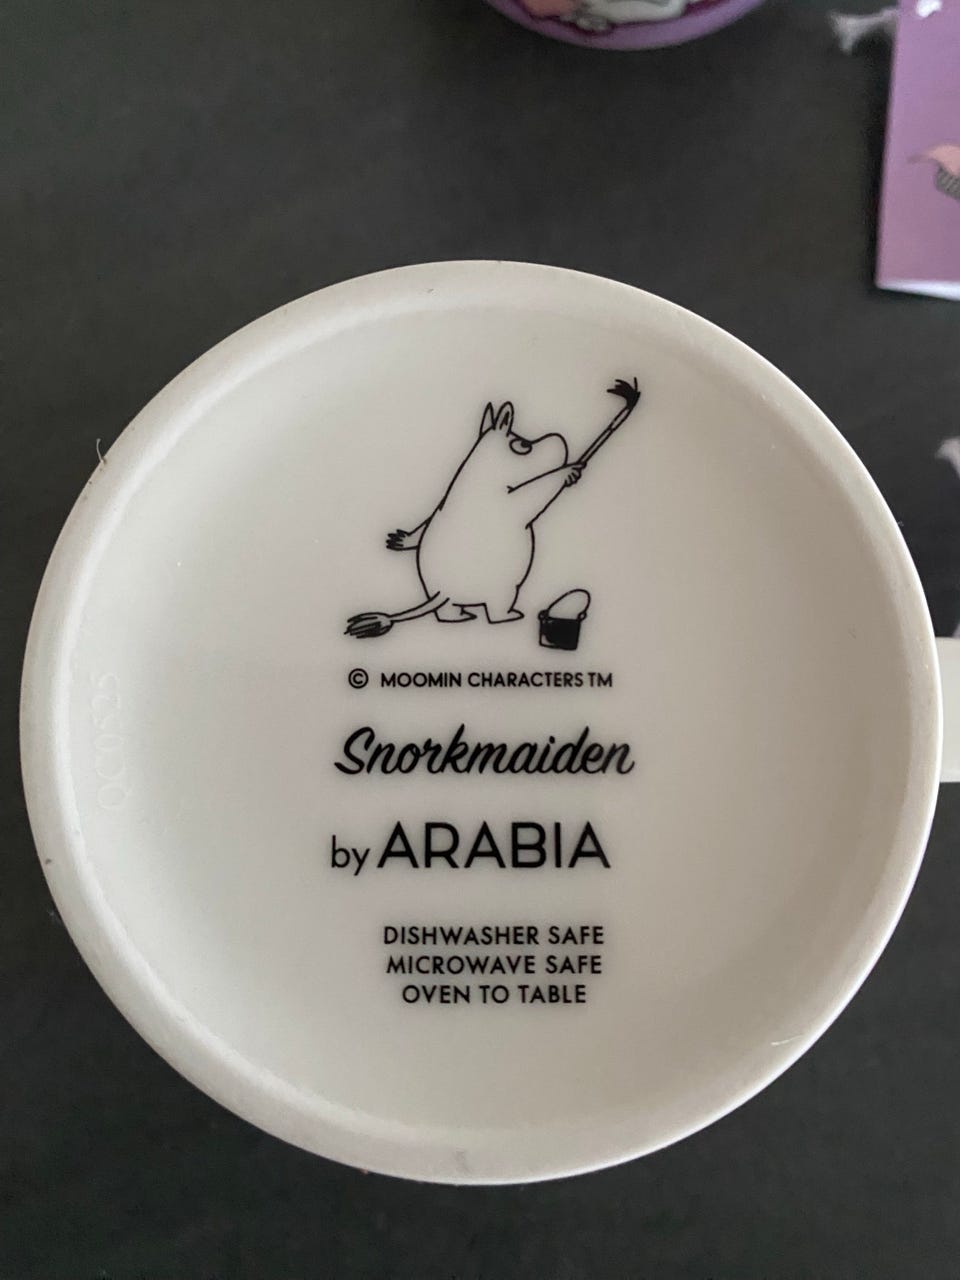 © MOOMIN CHARACTERS TM
Snorkmaiden
by ARABIA
DISHWASHER SAFE
MICROWAVE SAFE
OVEN TO TABLE